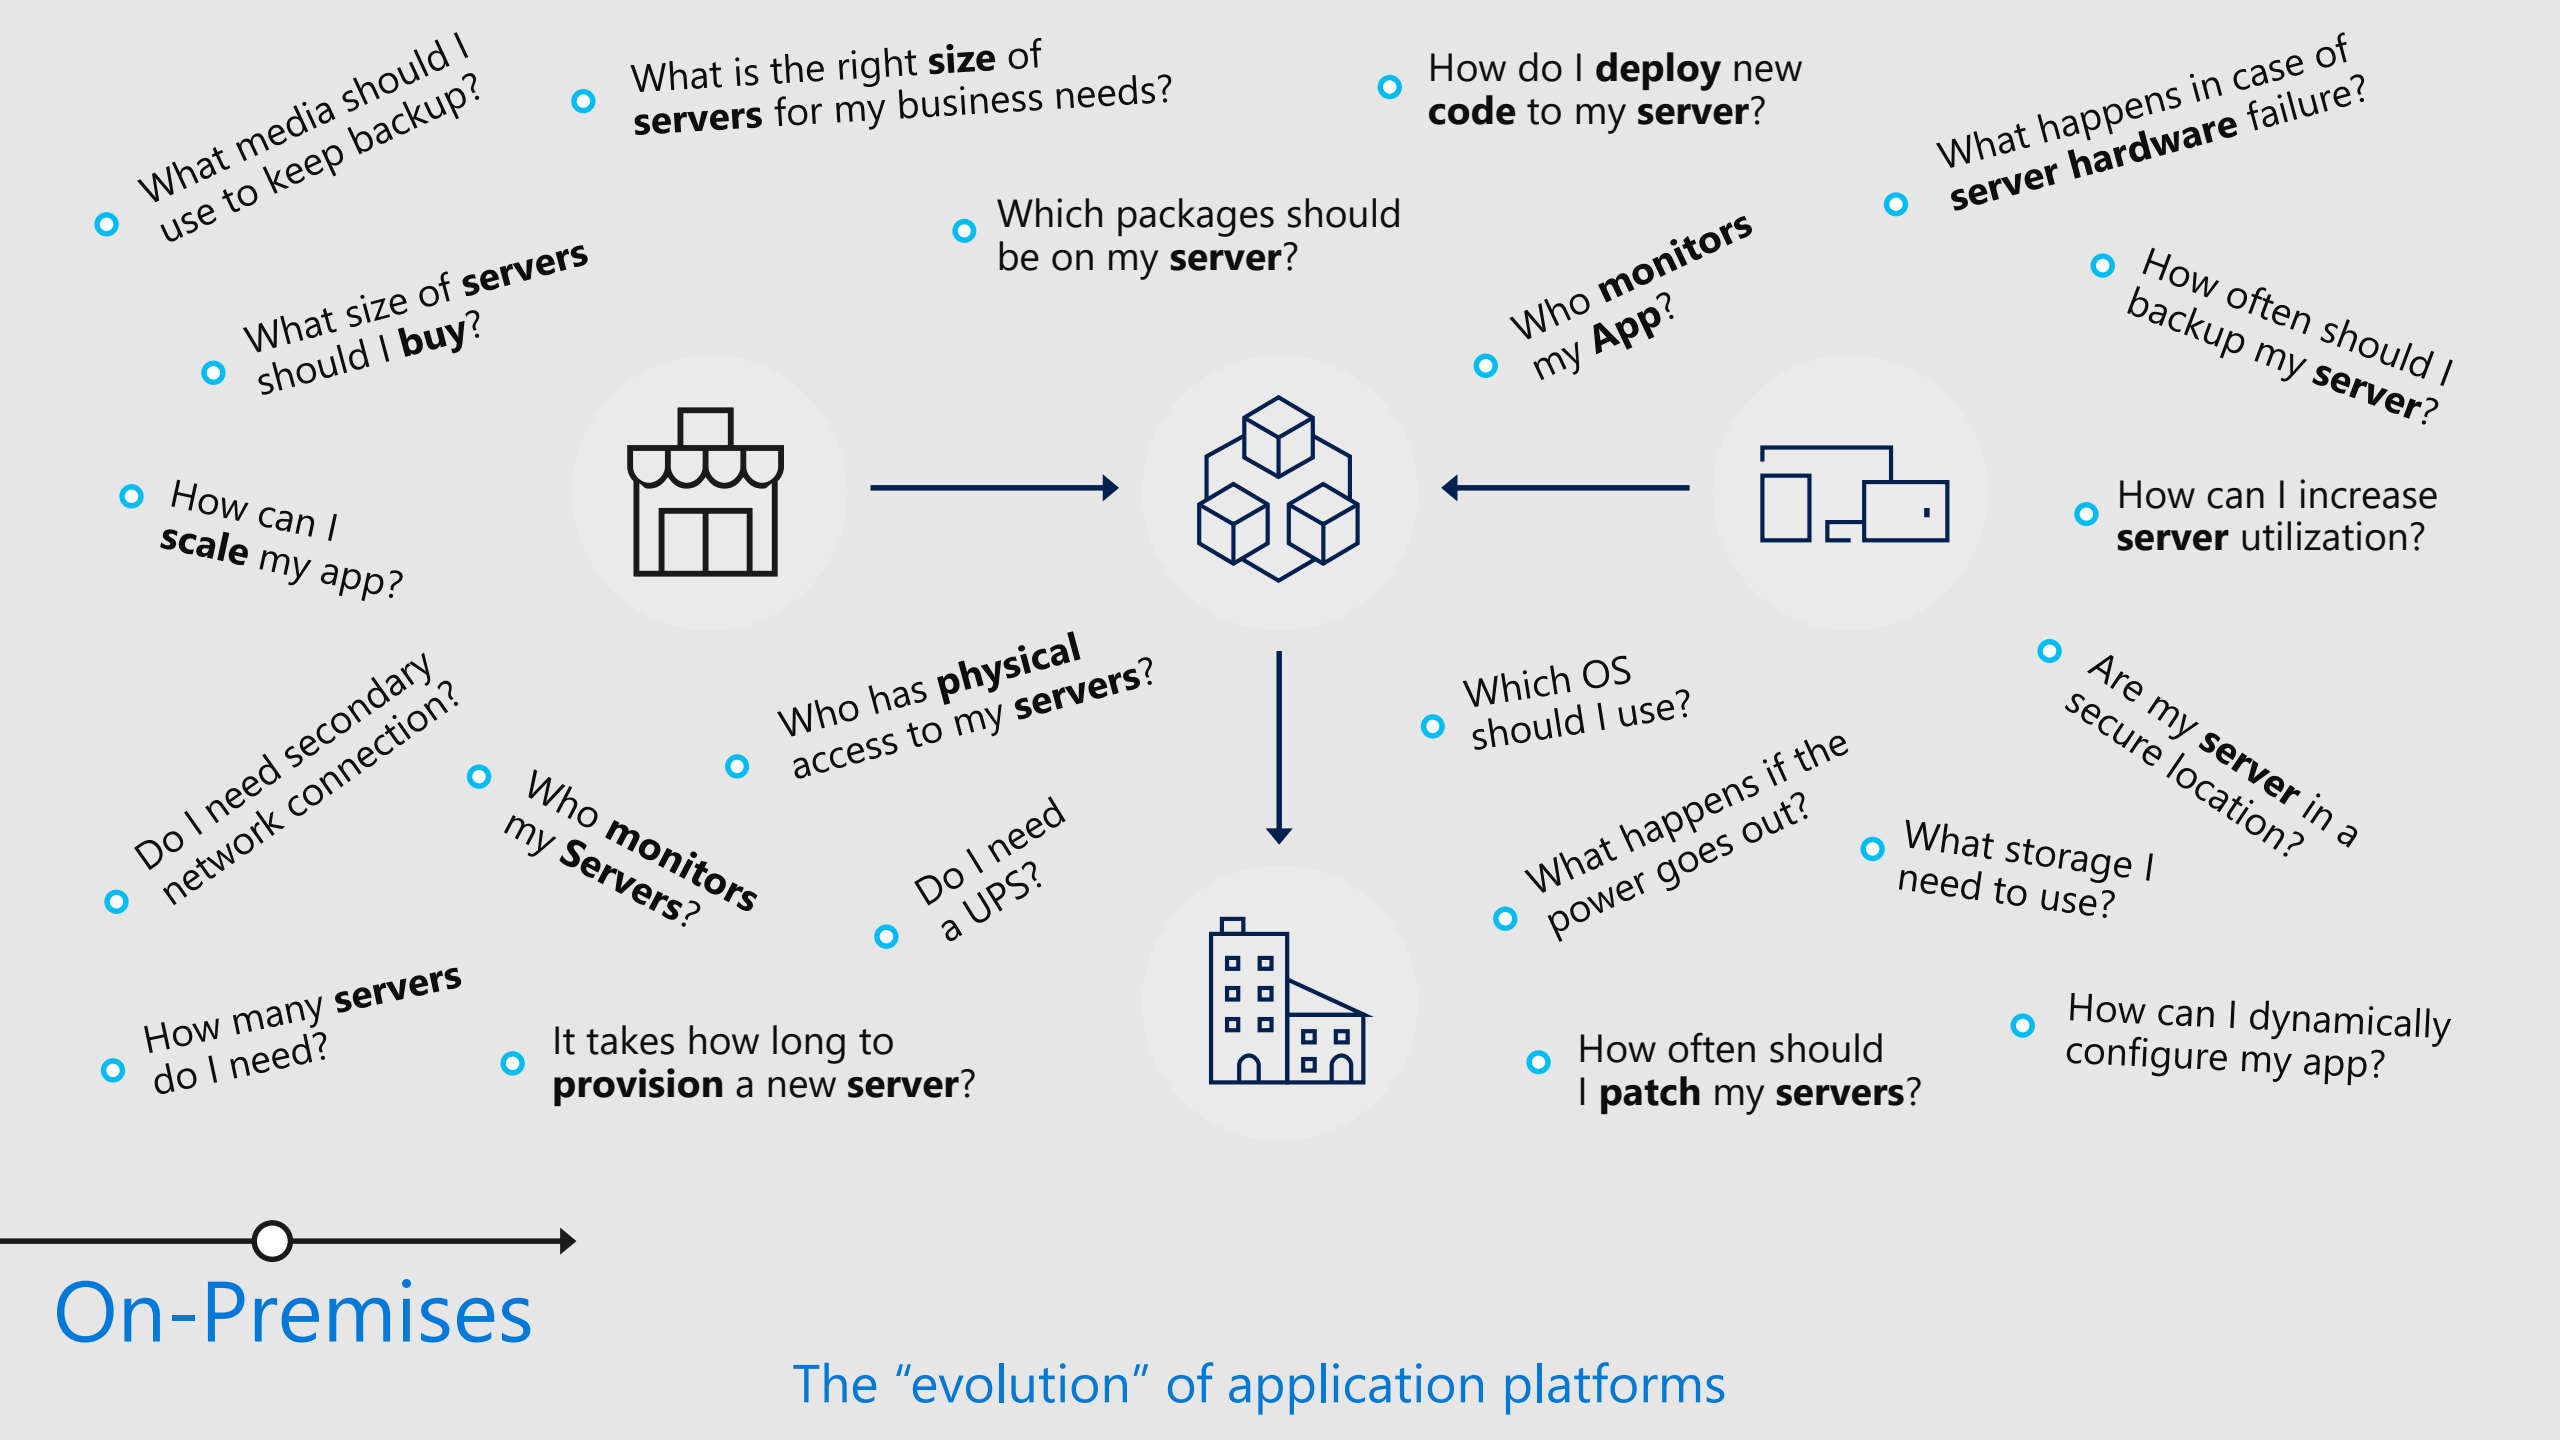 What media should I
use to keep backup?
What is the right size of
servers for my business needs?
How do I deploy new
code to my server?
What happens in case of
server hardware failure?
Which packages should
be on my server?
Who monitors
my App?
What size of servers
should I buy?
How often should I
backup my server?
How can I
scale my app?
How can I increase
server utilization?
Do I need secondary
network connection?
Who has physical
access to my servers?
Which OS
should I use?
Are my server in a
secure location?
Who monitors
my Servers?
Do I need
a UPS?
What happens if the
power goes out?
What storage I
need to use?
How many servers
do I need?
It takes how long to
provision a new server?
How often should
I patch my servers?
How can I dynamically
configure my app?
On-Premises
The “evolution” of application platforms